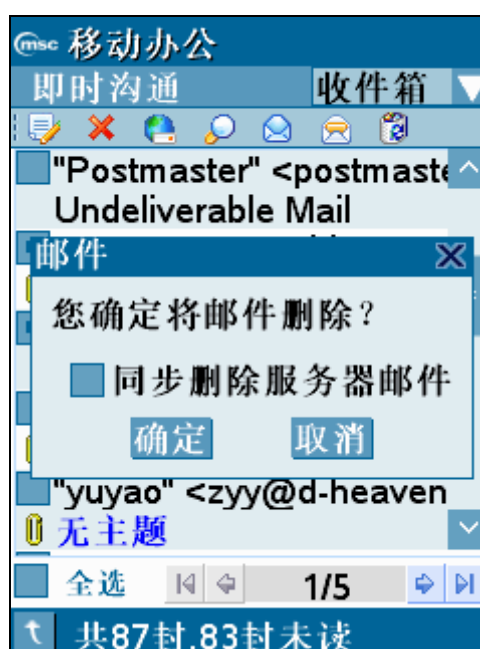 msc 移动办公
即时沟通 收件箱
"Postmaster" <postmaste
Undeliverable Mail
邮件
您确定将邮件删除？
同步删除服务器邮件
确定 取消
"yuyao" <zyy@d-heaven
无主题
全选 1/5
共87封,83封未读